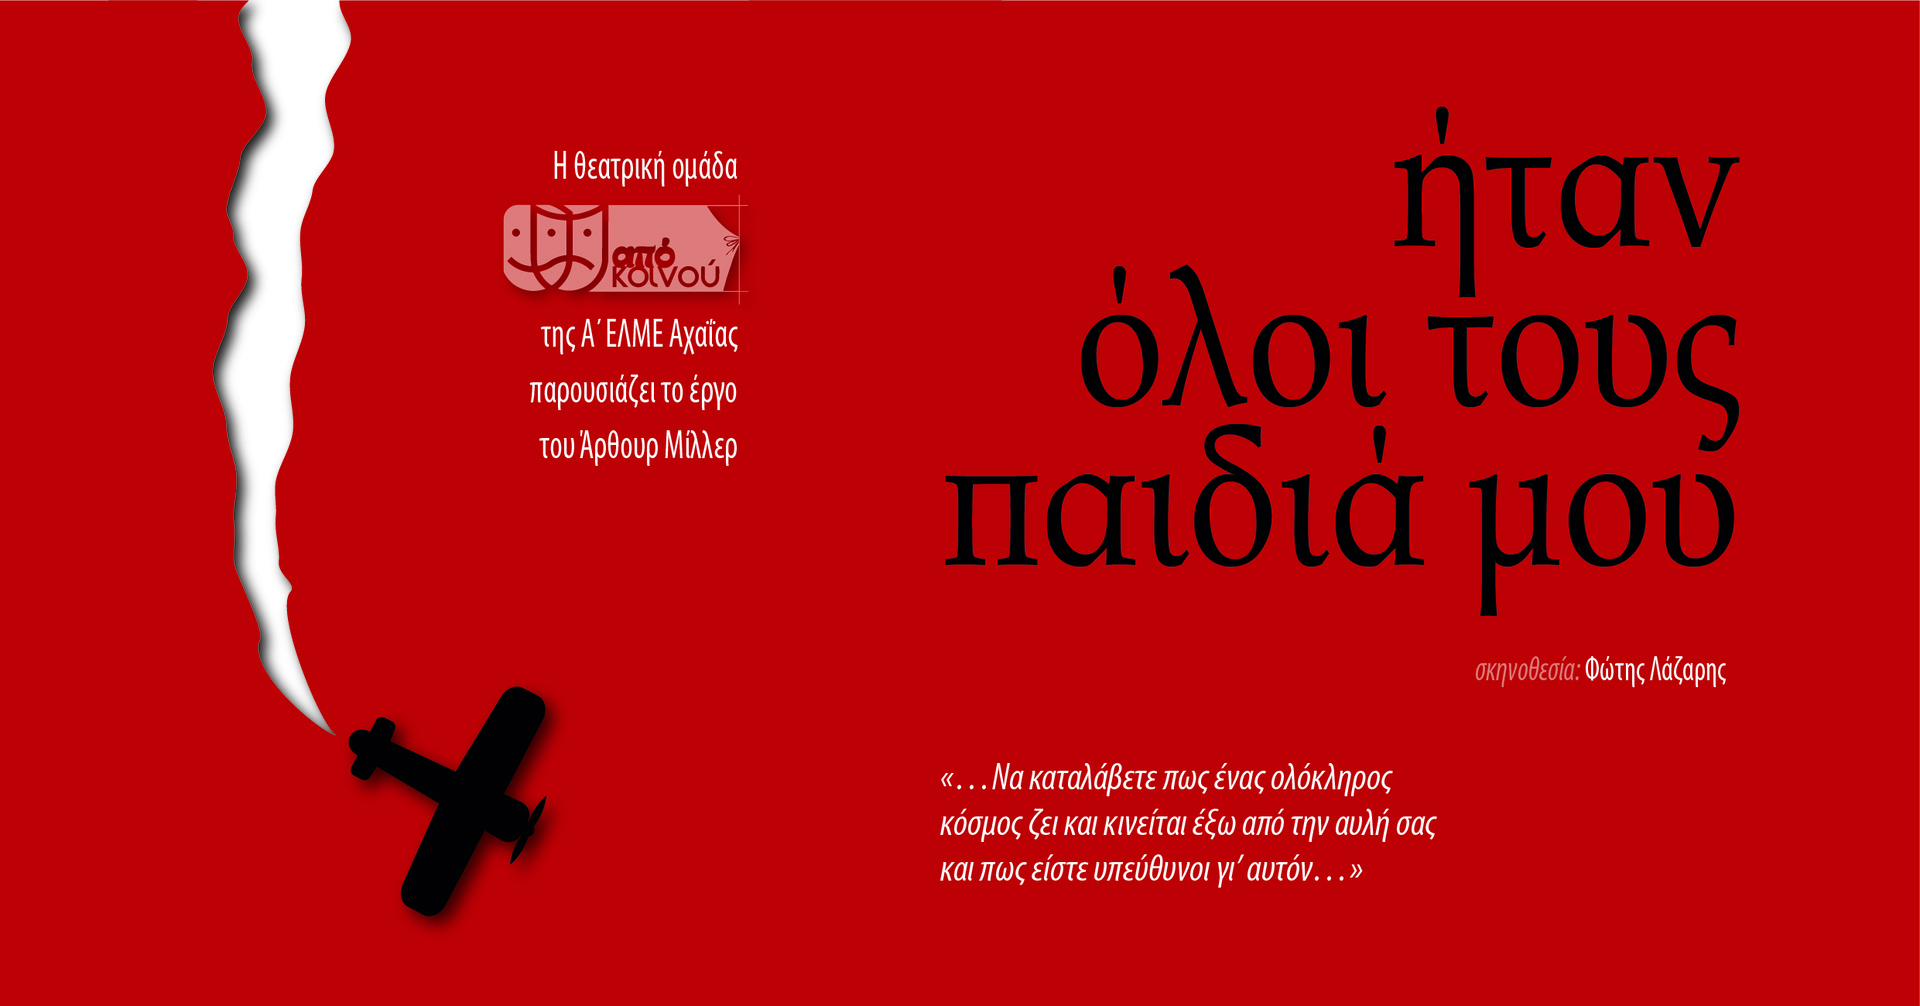 Η θεατρική ομάδα
από
κοινού
της Α΄ ΕΛΜΕ Αχαΐας
παρουσιάζει το έργο
του Άρθουρ Μίλλερ
ήταν
όλοι τους
παιδιά μου
σκηνοθεσία: Φώτης Λάζαρης
«…Να καταλάβετε πως ένας ολόκληρος
κόσμος ζει και κινείται έξω από την αυλή σας
και πως είστε υπεύθυνοι γι’ αυτόν…»